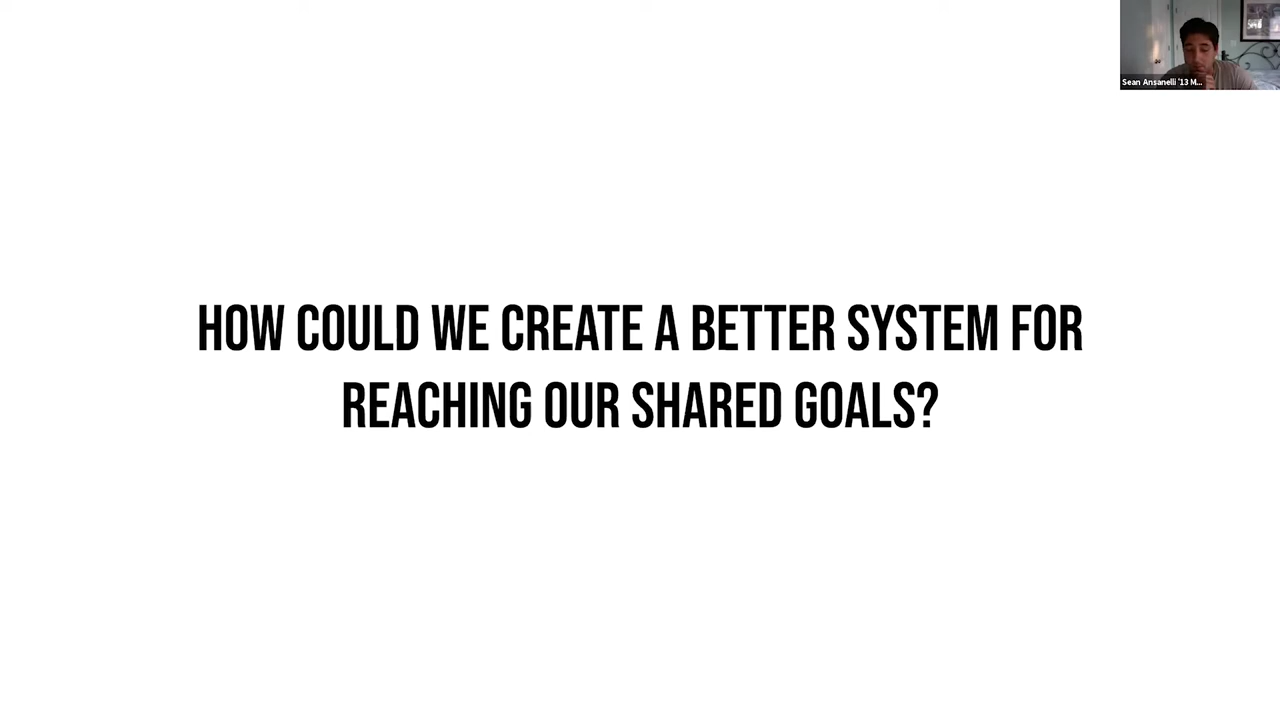 Sean Ansanelli '13 M...
HOW COULD WE CREATE A BETTER SYSTEM FOR
REACHING OUR SHARED GOALS?